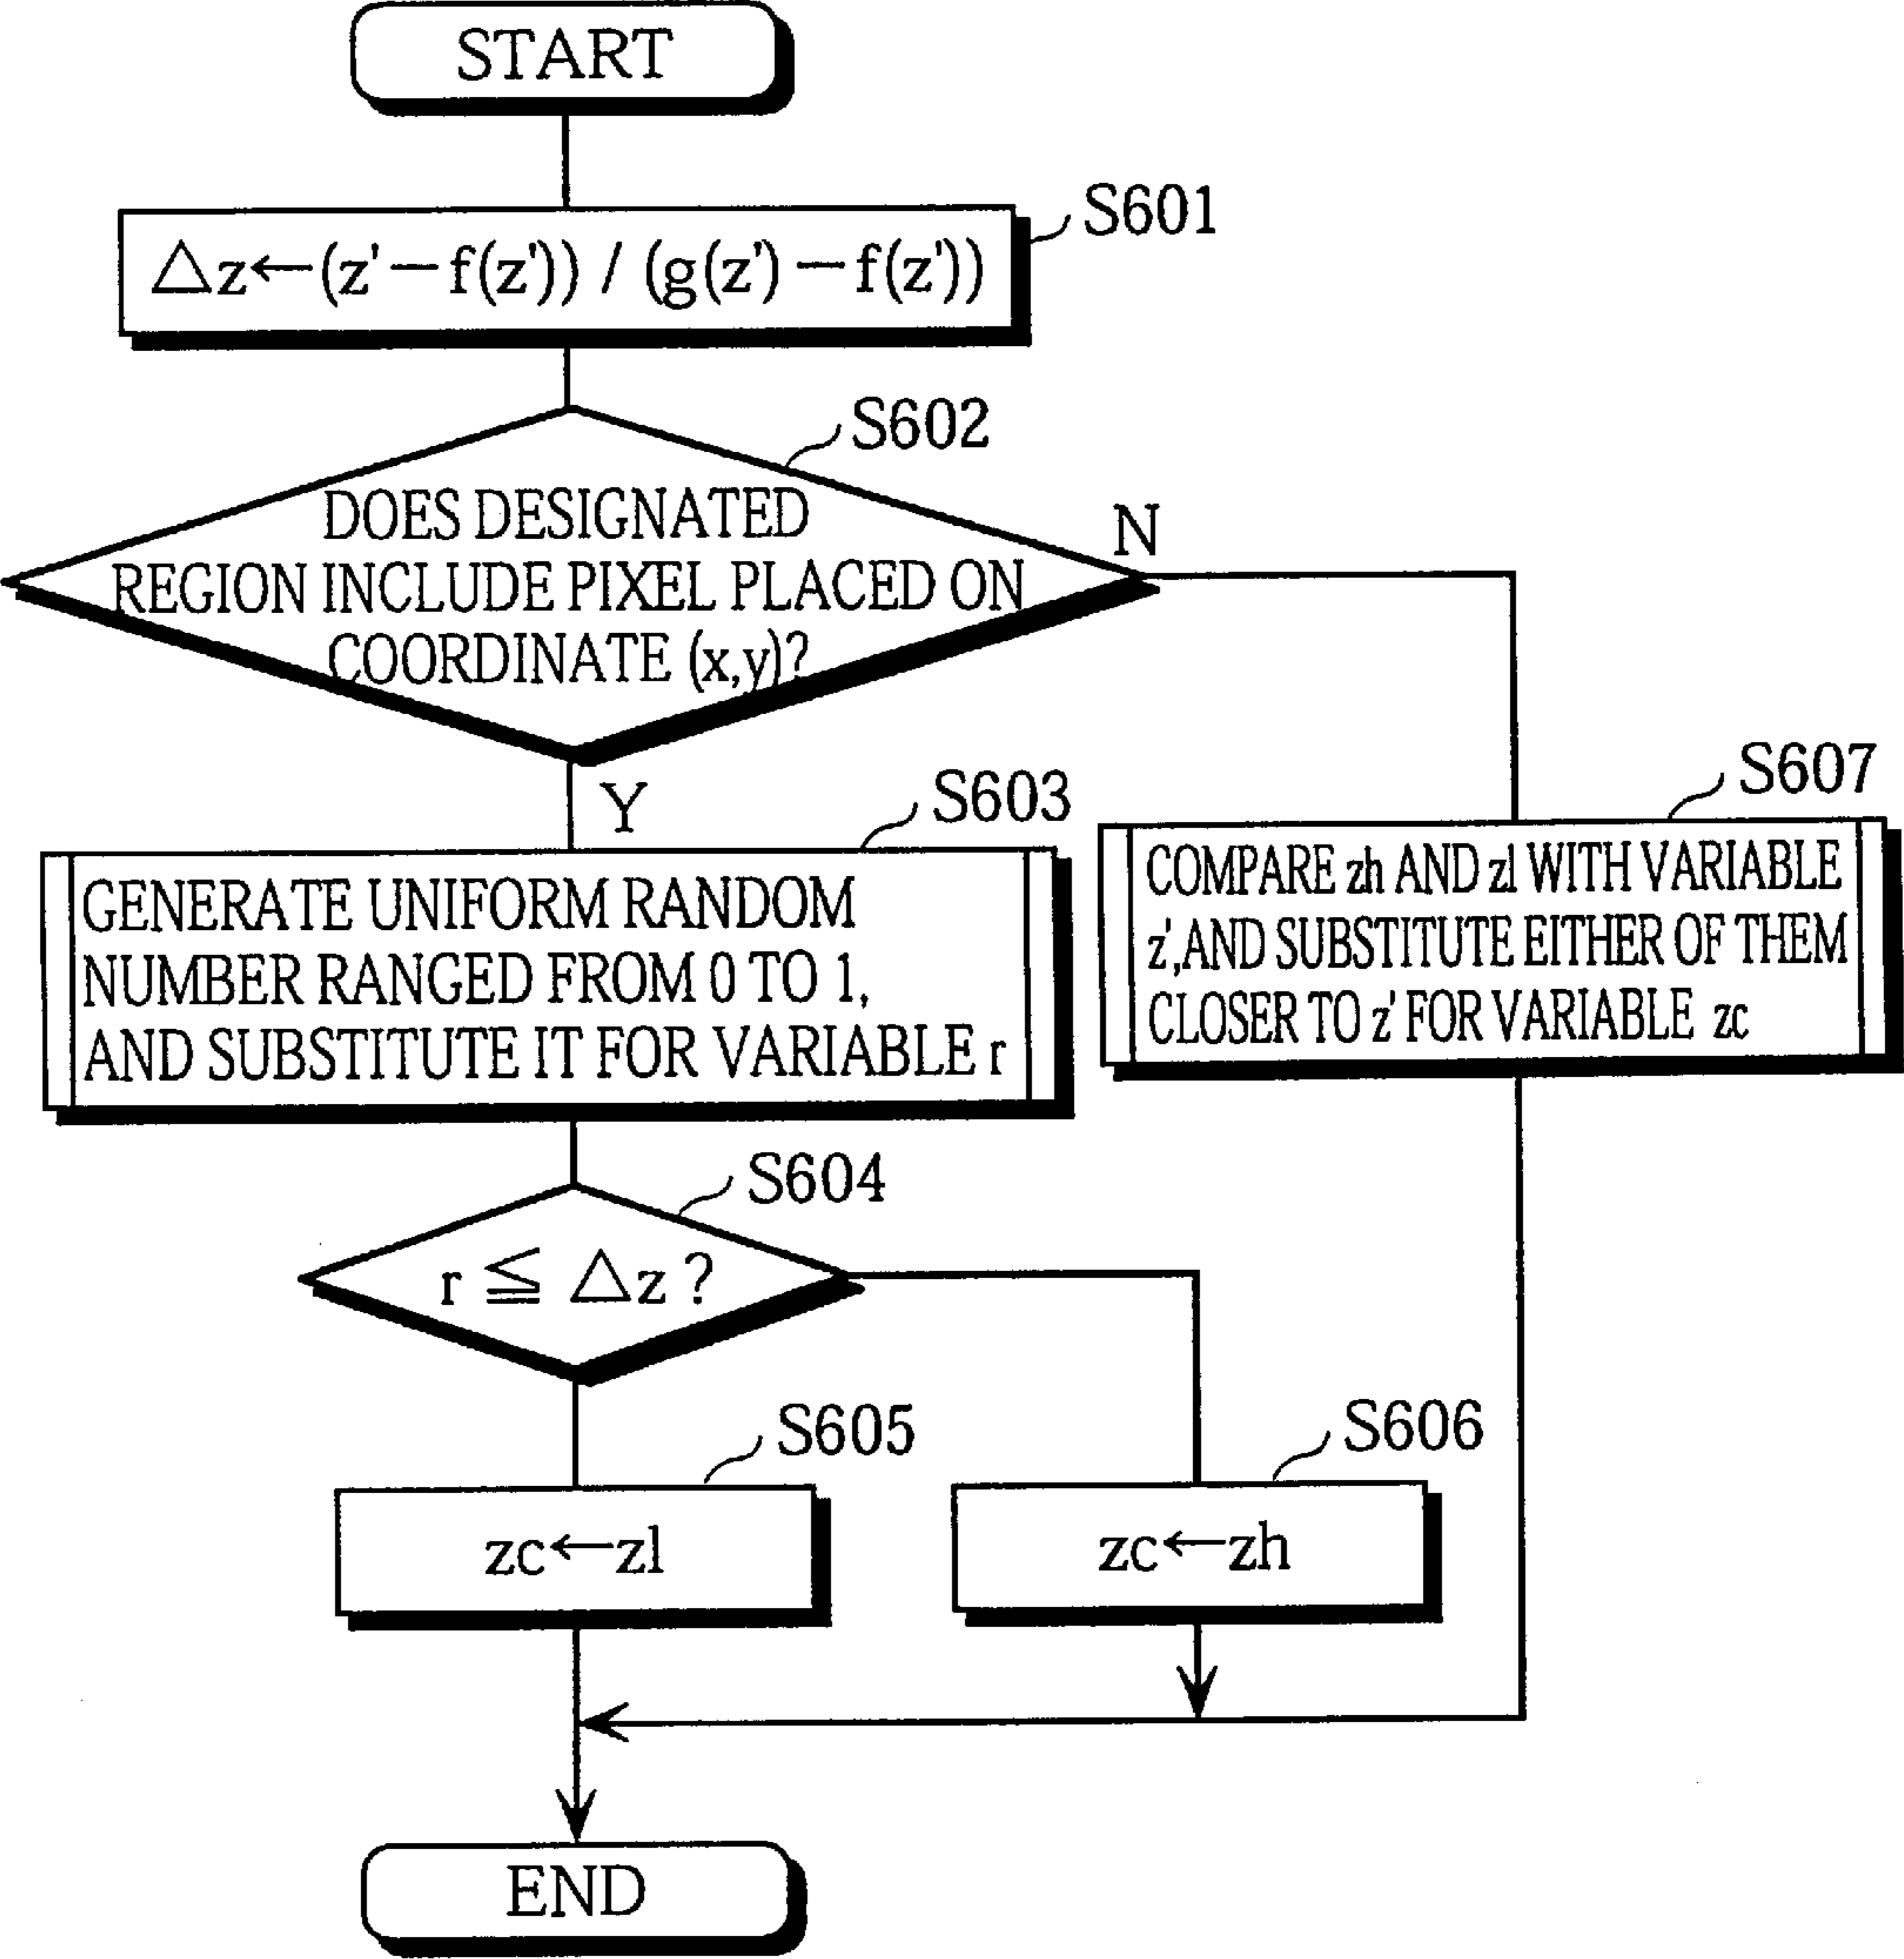 START
S601
△z←(z'−f(z')) / (g(z')−f(z'))
S602
DOES DESIGNATED
REGION INCLUDE PIXEL PLACED ON
COORDINATE (x,y)?
N
Y
S603
GENERATE UNIFORM RANDOM
NUMBER RANGED FROM 0 TO 1,
AND SUBSTITUTE IT FOR VARIABLE r
S607
COMPARE zh AND zl WITH VARIABLE
z', AND SUBSTITUTE EITHER OF THEM
CLOSER TO z' FOR VARIABLE zc
S604
r ≦ △z ?
S605
zc←zl
S606
zc←zh
END